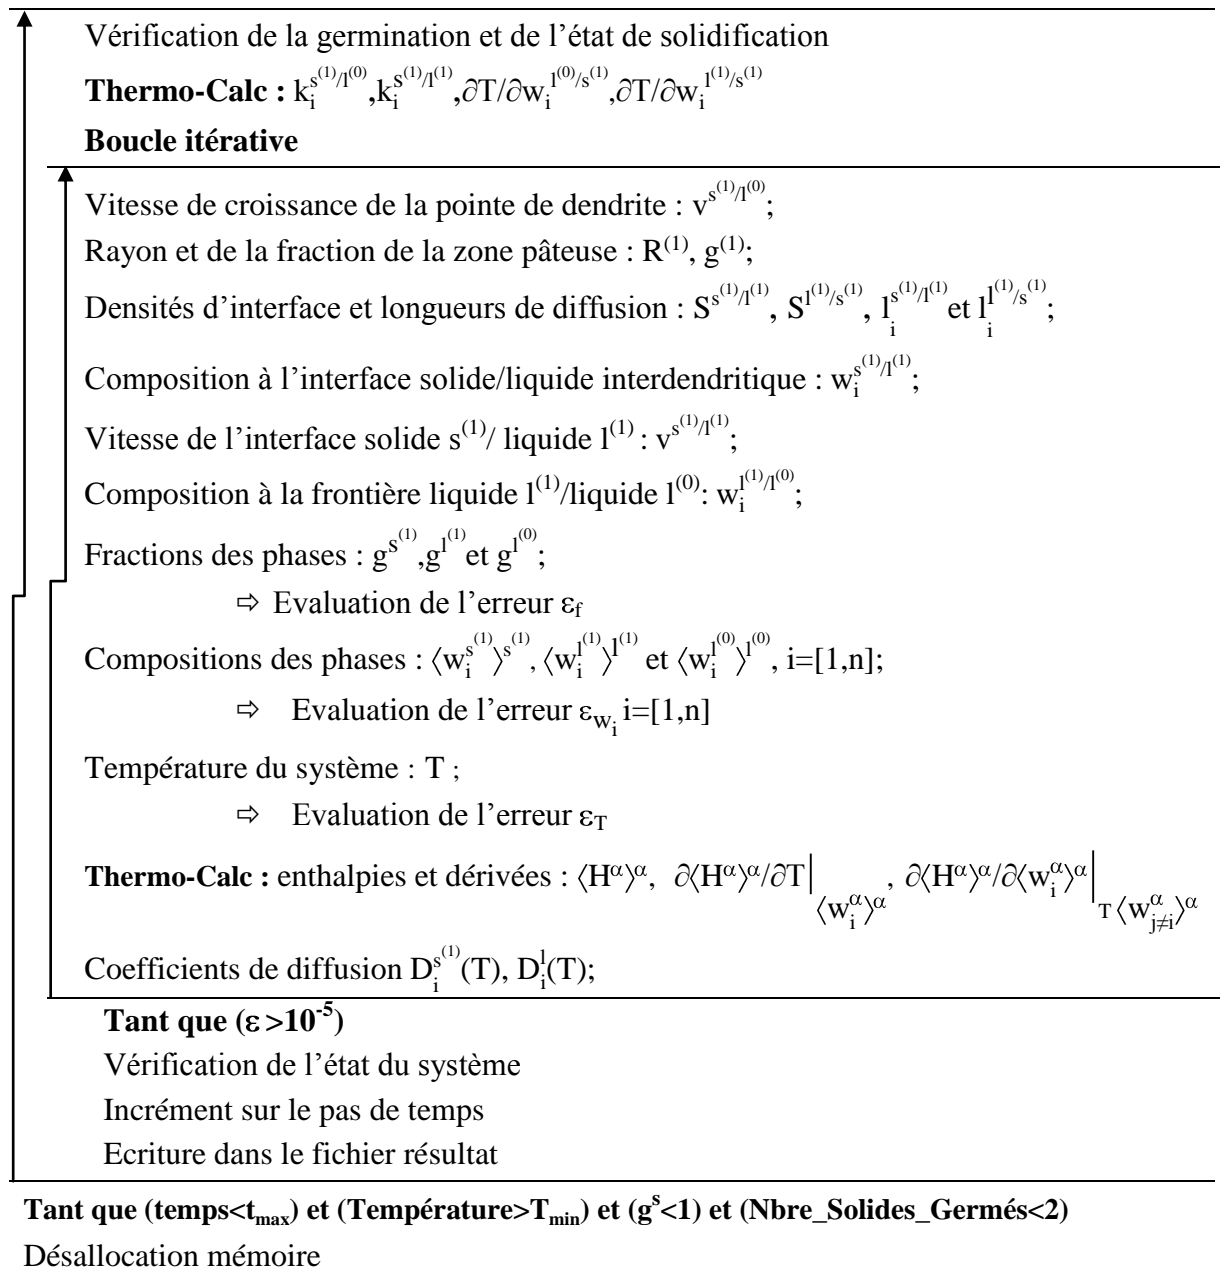 Vérification de la germination et de l’état de solidification
Thermo-Calc : k_i^{s^{(1)}/l^{(0)}}, k_i^{s^{(1)}/l^{(1)}}, ∂T/∂w_i^{l^{(0)}/s^{(1)}}, ∂T/∂w_i^{l^{(1)}/s^{(1)}}
Boucle itérative
Vitesse de croissance de la pointe de dendrite : v^{s^{(1)}/l^{(0)}};
Rayon et de la fraction de la zone pâteuse : R^{(1)}, g^{(1)};
Densités d’interface et longueurs de diffusion : S^{s^{(1)}/l^{(1)}}, S^{l^{(1)}/s^{(1)}}, l_i^{s^{(1)}/l^{(1)}} et l_i^{l^{(1)}/s^{(1)}};
Composition à l’interface solide/liquide interdendritique : w_i^{s^{(1)}/l^{(1)}};
Vitesse de l’interface solide s^{(1)}/ liquide l^{(1)} : v^{s^{(1)}/l^{(1)}};
Composition à la frontière liquide l^{(1)}/liquide l^{(0)}: w_i^{l^{(1)}/l^{(0)}};
Fractions des phases : g^{s^{(1)}}, g^{l^{(1)}} et g^{l^{(0)}};
⇨ Evaluation de l’erreur ε_f
Compositions des phases : ⟨w_i^{s^{(1)}}⟩^{s^{(1)}}, ⟨w_i^{l^{(1)}}⟩^{l^{(1)}} et ⟨w_i^{l^{(0)}}⟩^{l^{(0)}}, i=[1,n];
⇨ Evaluation de l’erreur ε_{w_i} i=[1,n]
Température du système : T ;
⇨ Evaluation de l’erreur ε_T
Thermo-Calc : enthalpies et dérivées : ⟨H^α⟩^α, ∂⟨H^α⟩^α/∂T|_{⟨w_i^α⟩^α}, ∂⟨H^α⟩^α/∂⟨w_i^α⟩^α|_{T ⟨w_{j≠i}^α⟩^α}
Coefficients de diffusion D_i^{s^{(1)}}(T), D_i^l(T);
Tant que (ε >10^{-5})
Vérification de l’état du système
Incrément sur le pas de temps
Ecriture dans le fichier résultat
Tant que (temps<t_{max}) et (Température>T_{min}) et (g^s<1) et (Nbre_Solides_Germés<2)
Désallocation mémoire